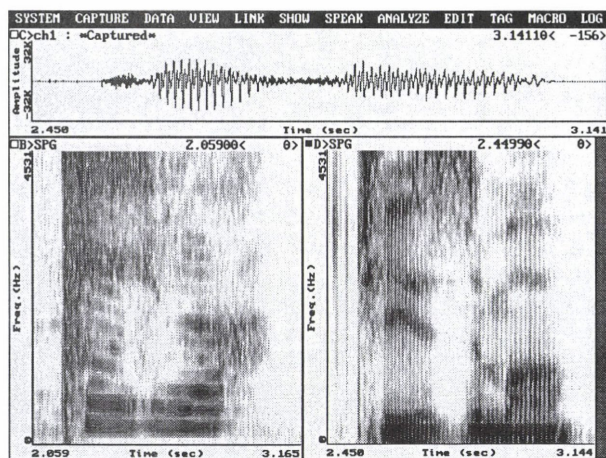 SYSTEM CAPTURE DATA VIEW LINK SHOW SPEAK ANALYZE EDIT TAG MACRO LOG
C>ch1 : *Captured* 3.14110< -156>
Amplitude
-32K 32K
2.450 Time (sec) 3.141
B>SPG 2.05900< 0>
D>SPG 2.44990< 0>
4531
Freq.(Hz)
0
4531
Freq.(Hz)
0
2.059 Time (sec) 3.165
2.450 Time (sec) 3.144